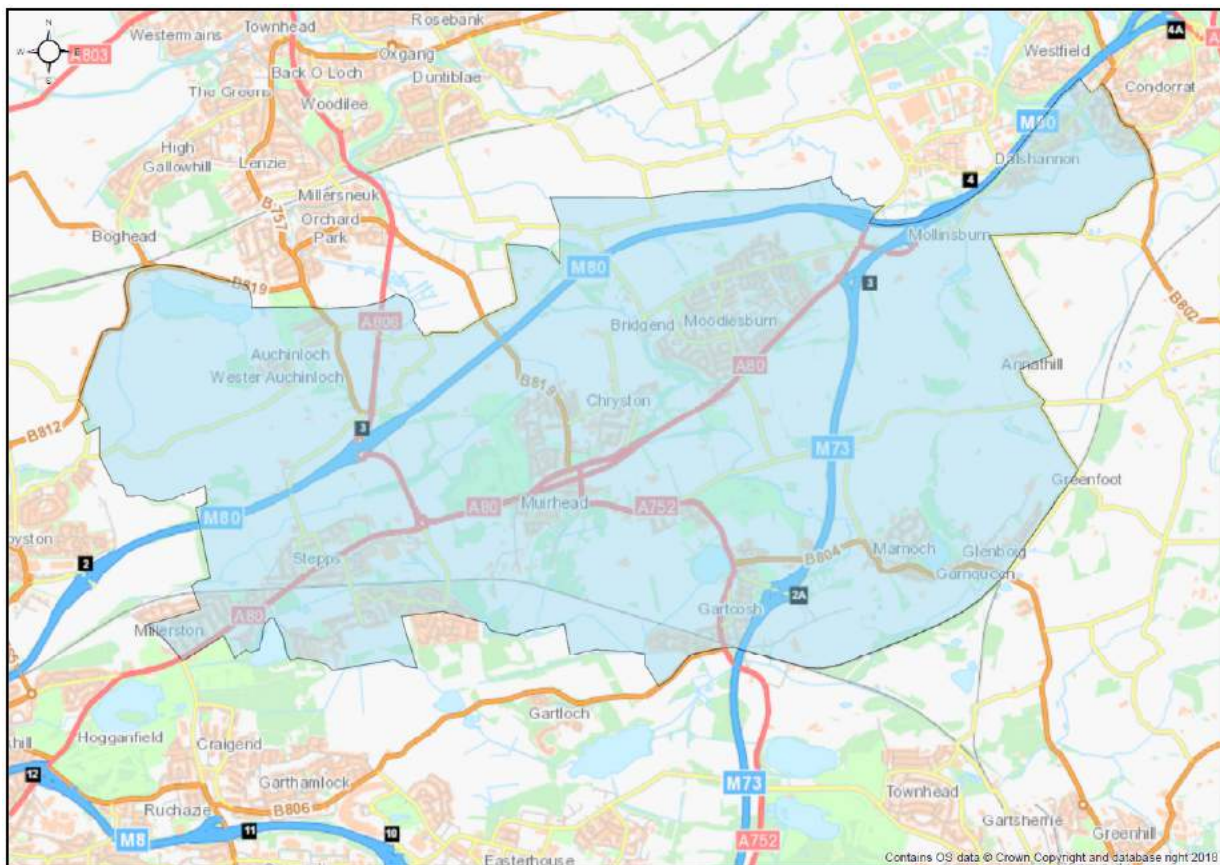 N
W
E
S
A803
Westermains
Townhead
Rosebank
Oxgang
Back O Loch
Duntiblae
The Greens
Woodilee
High
Gallowhill
Lenzie
B757
Millersneuk
Orchard
Park
Boghead
B819
4A
Westfield
Condorrat
M80
Dalshannon
4
Mollinsburn
M80
3
B802
A806
Bridgend
Moodiesburn
Auchinloch
Wester Auchinloch
A80
Annathill
B819
Chryston
B812
3
M73
Greenfoot
M80
A80
Muirhead
A752
2
Stepps
B804
Marnoch
Glenboig
Garnqueen
2A
Gartcosh
A80
Millerston
Gartloch
Hogganfield
Craigend
12
Garthamlock
M73
Townhead
Ruchazie
B806
Gartsherrie
M8
11
10
Greenhill
A752
Easterhouse
Contains OS data © Crown Copyright and database right 2018